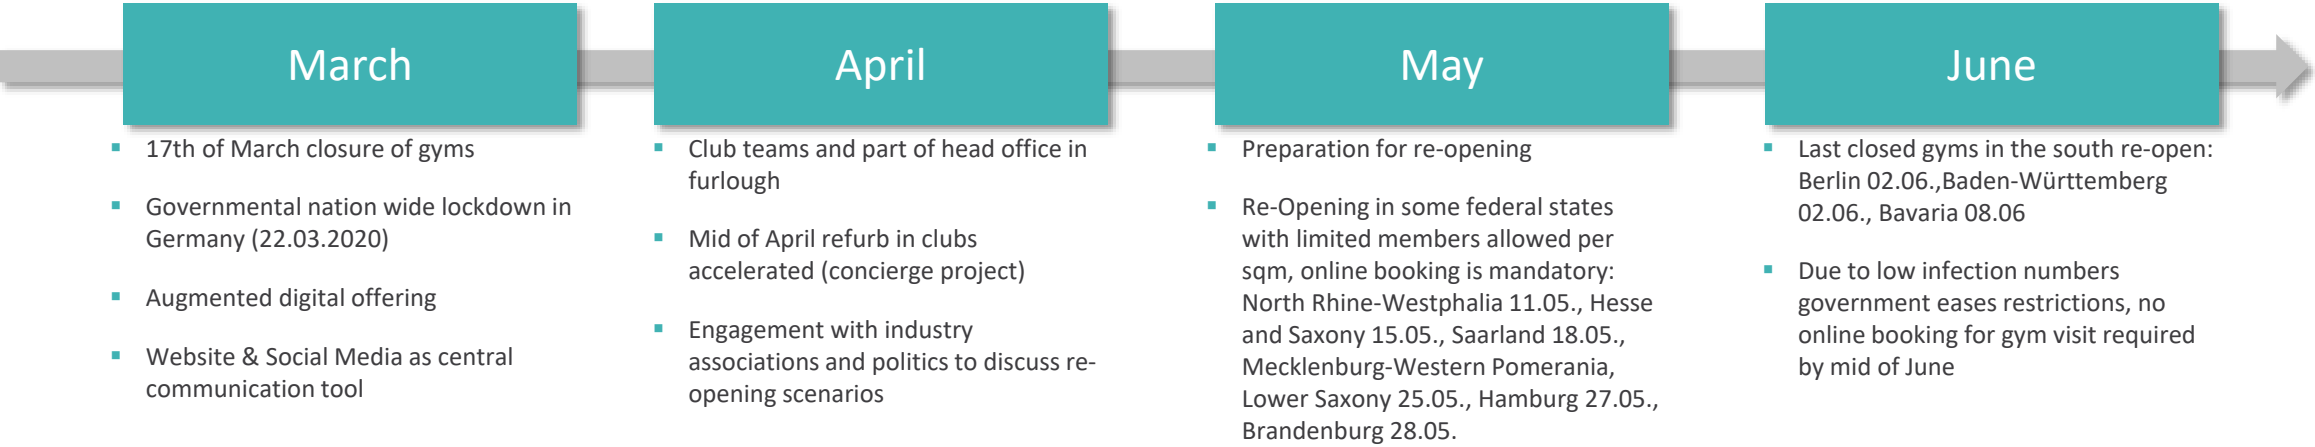 March
17th of March closure of gyms
Governmental nation wide lockdown in
Germany (22.03.2020)
Augmented digital offering
Website & Social Media as central
communication tool
April
Club teams and part of head office in
furlough
Mid of April refurb in clubs
accelerated (concierge project)
Engagement with industry
associations and politics to discuss re-
opening scenarios
May
Preparation for re-opening
Re-Opening in some federal states
with limited members allowed per
sqm, online booking is mandatory:
North Rhine-Westphalia 11.05., Hesse
and Saxony 15.05., Saarland 18.05.,
Mecklenburg-Western Pomerania,
Lower Saxony 25.05., Hamburg 27.05.,
Brandenburg 28.05.
June
Last closed gyms in the south re-open:
Berlin 02.06.,Baden-Württemberg
02.06., Bavaria 08.06
Due to low infection numbers
government eases restrictions, no
online booking for gym visit required
by mid of June